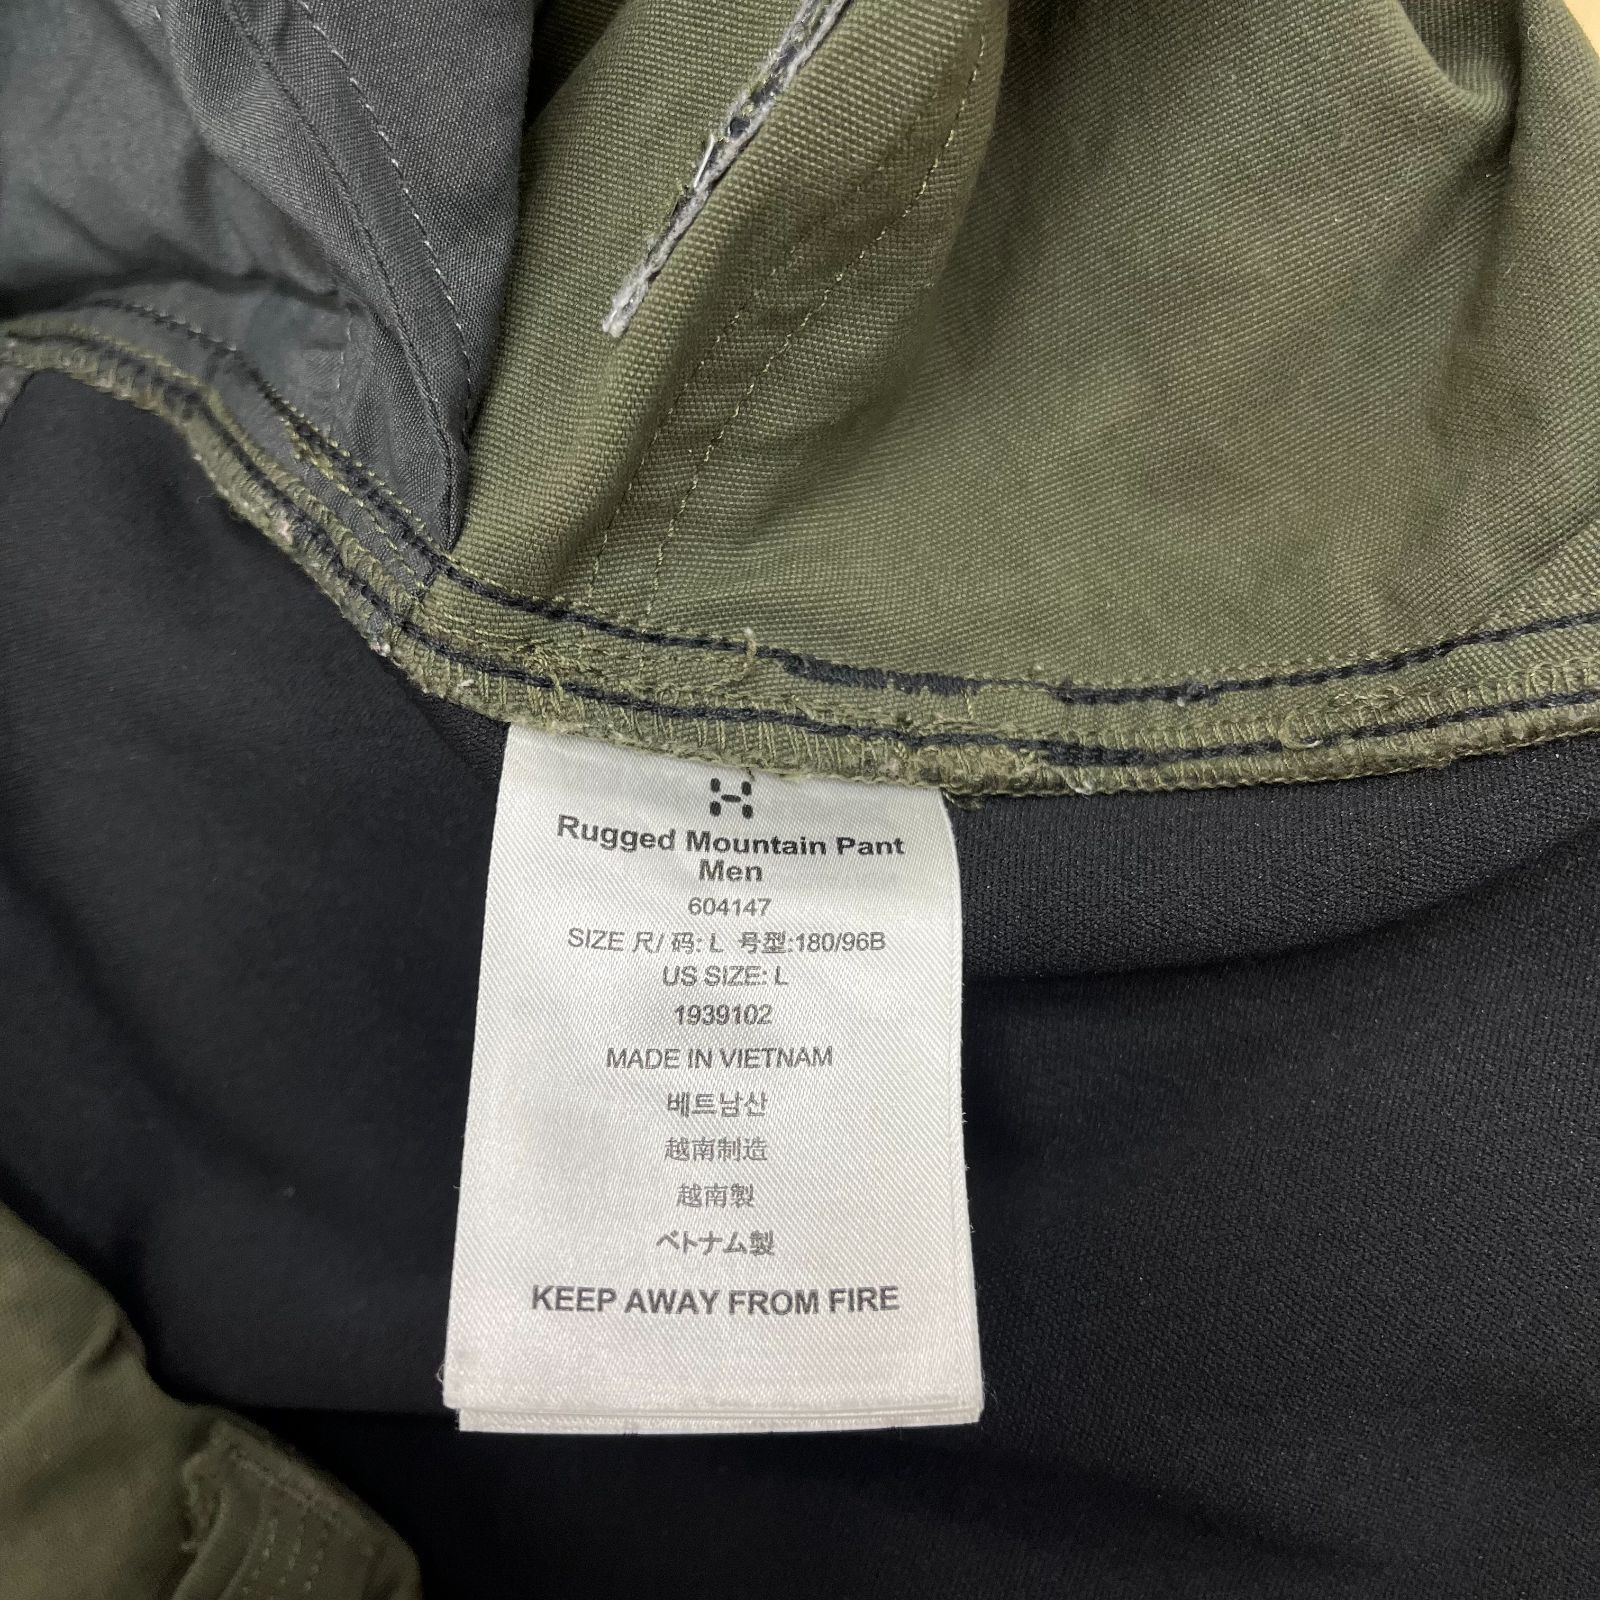 Rugged Mountain Pant
Men
604147
SIZE 尺/ 码: L 号型:180/96B
US SIZE: L
1939102
MADE IN VIETNAM
베트남산
越南制造
越南製
ベトナム製
KEEP AWAY FROM FIRE